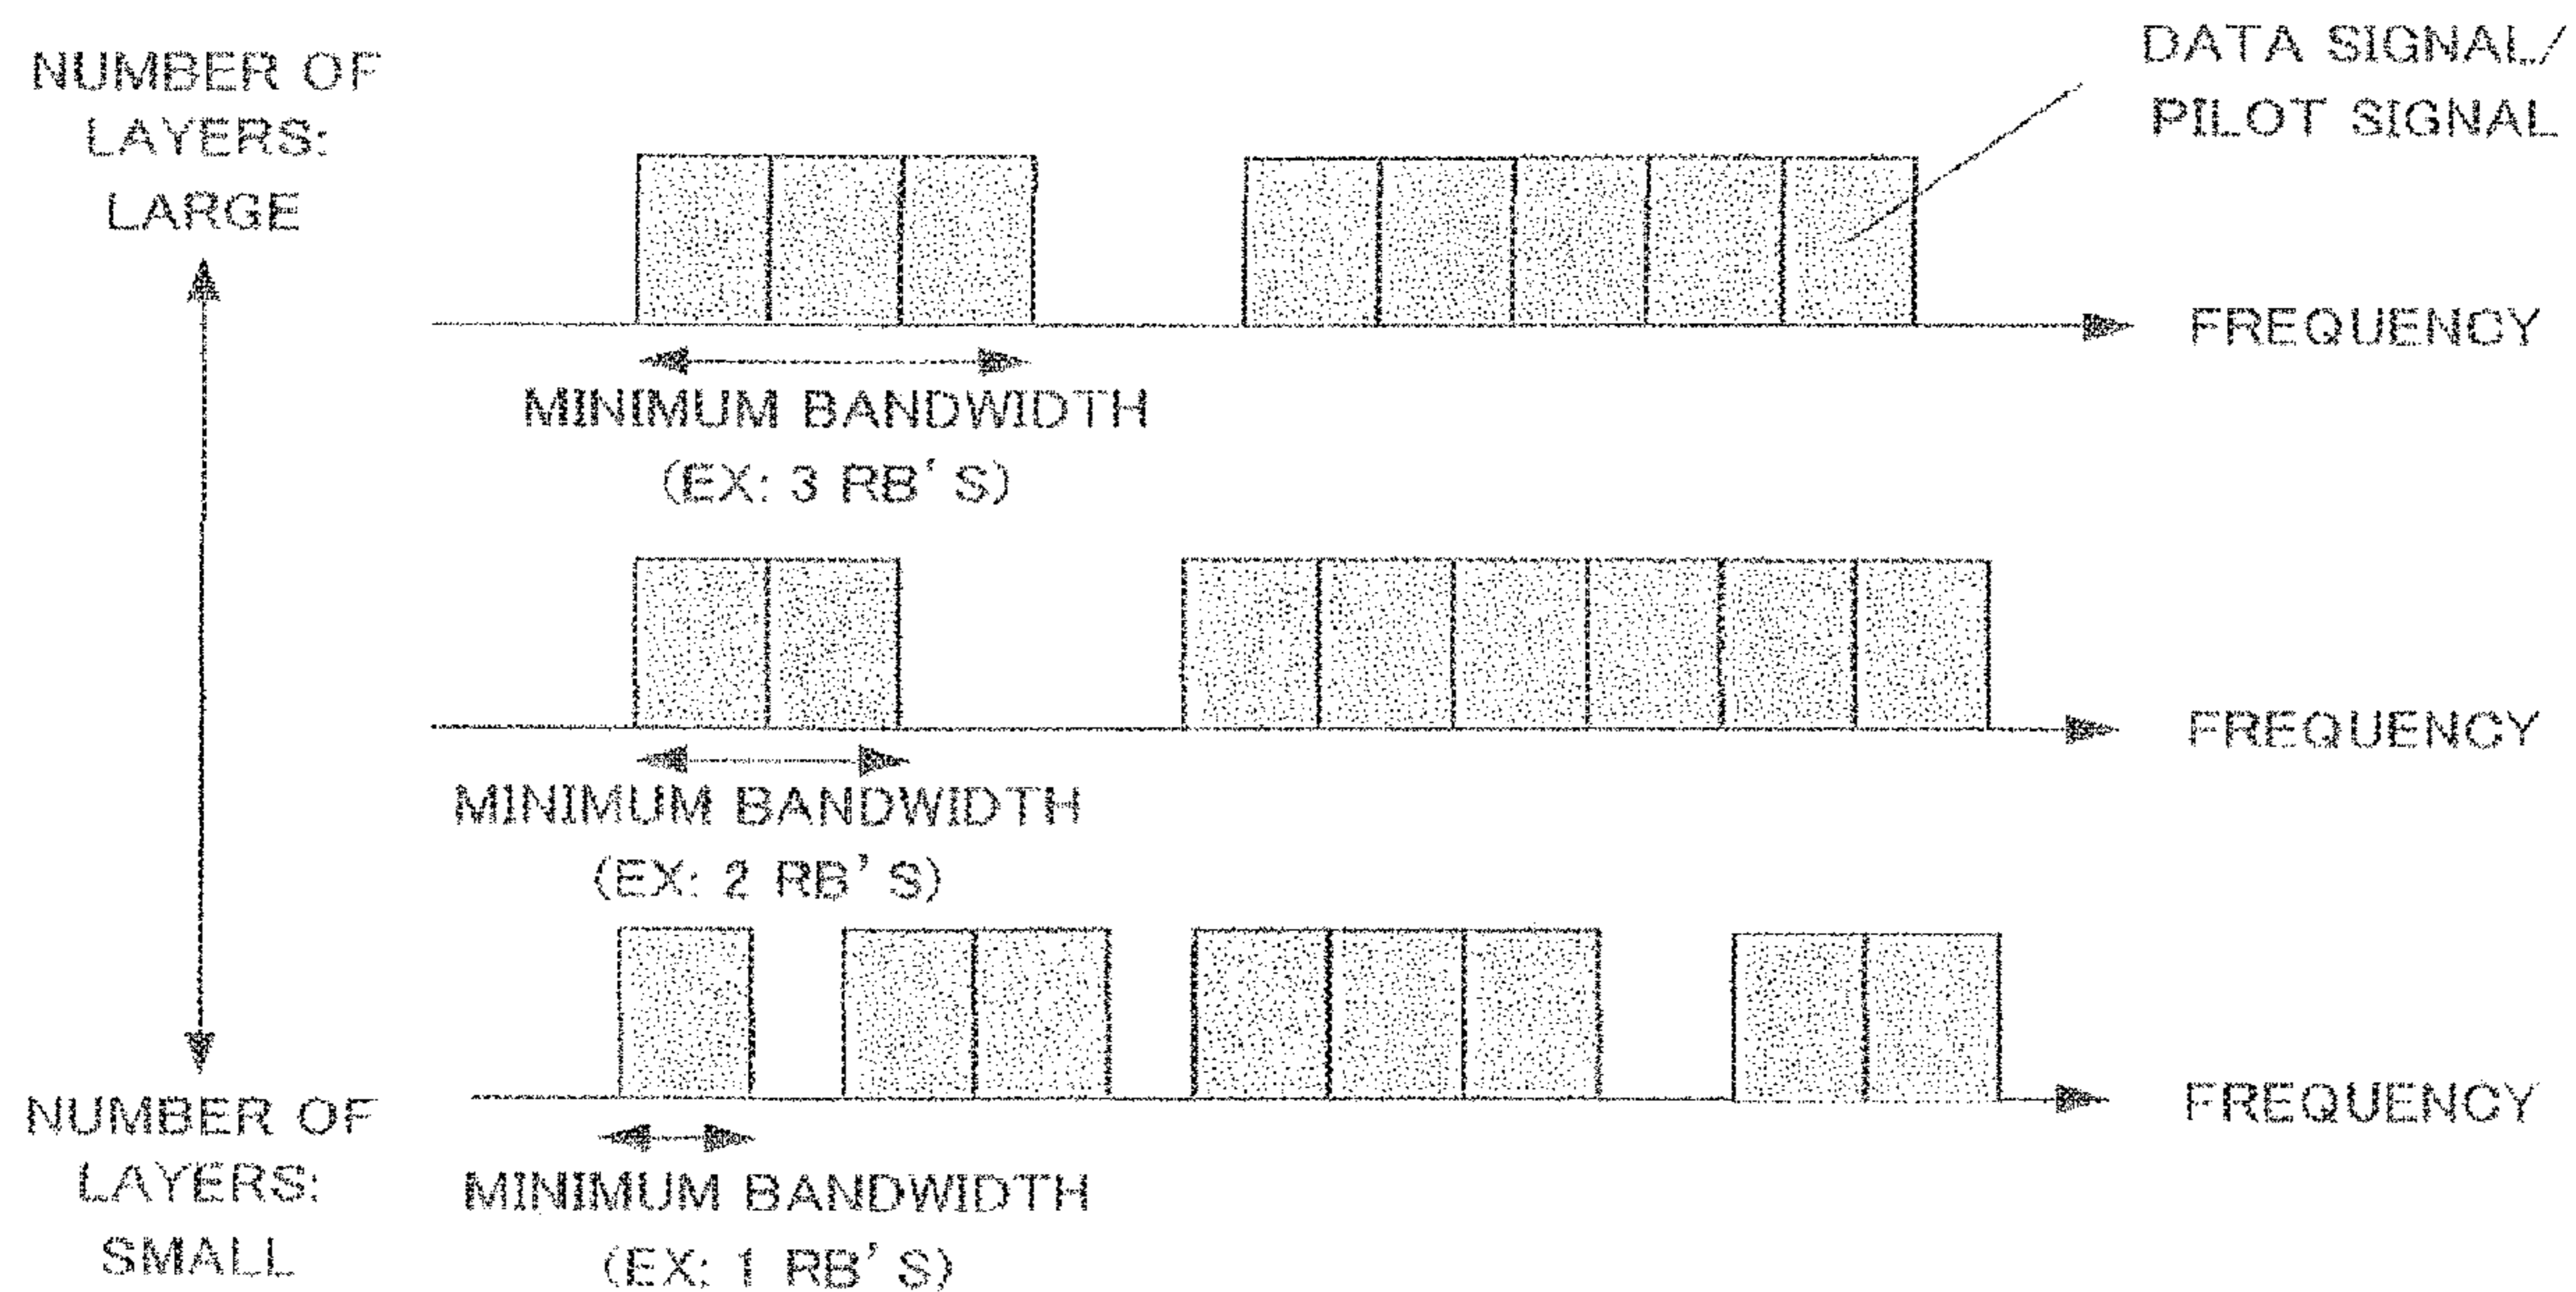 NUMBER OF
LAYERS:
LARGE
DATA SIGNAL/
PILOT SIGNAL
FREQUENCY
MINIMUM BANDWIDTH
(EX: 3 RB'S)
FREQUENCY
MINIMUM BANDWIDTH
(EX: 2 RB'S)
FREQUENCY
NUMBER OF
LAYERS:
SMALL
MINIMUM BANDWIDTH
(EX: 1 RB'S)